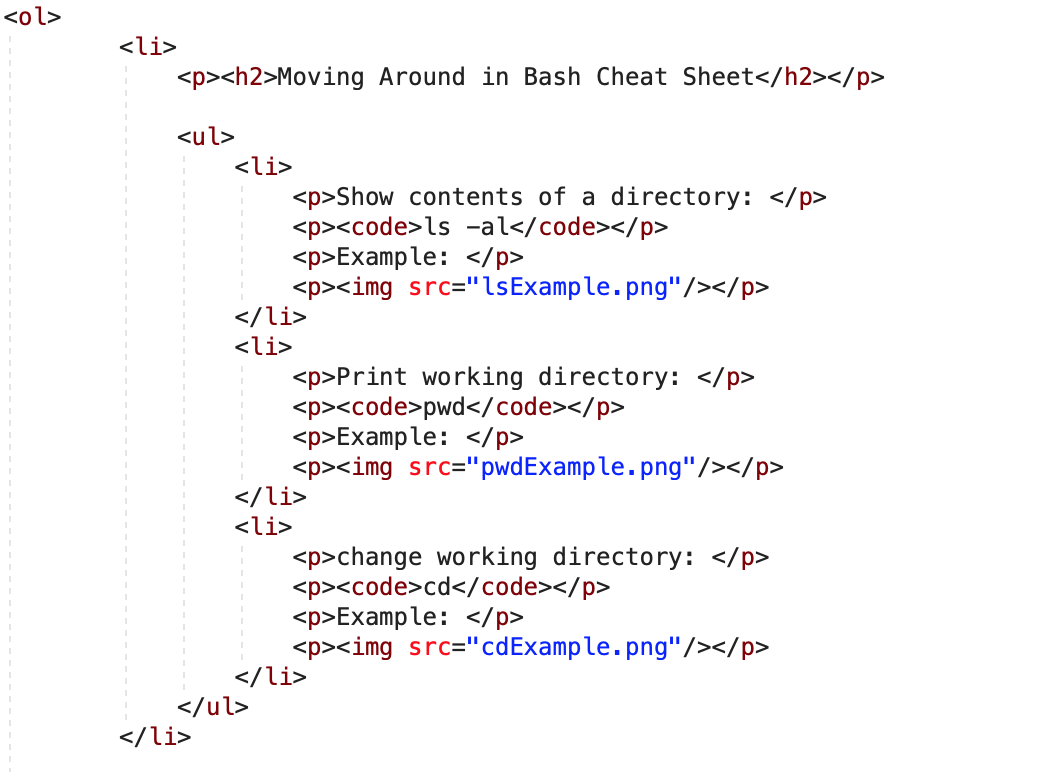 <ol>
<li>
<p><h2>Moving Around in Bash Cheat Sheet</h2></p>
<ul>
<li>
<p>Show contents of a directory: </p>
<p><code>ls -al</code></p>
<p>Example: </p>
<p><img src="lsExample.png"/></p>
</li>
<li>
<p>Print working directory: </p>
<p><code>pwd</code></p>
<p>Example: </p>
<p><img src="pwdExample.png"/></p>
</li>
<li>
<p>change working directory: </p>
<p><code>cd</code></p>
<p>Example: </p>
<p><img src="cdExample.png"/></p>
</li>
</ul>
</li>